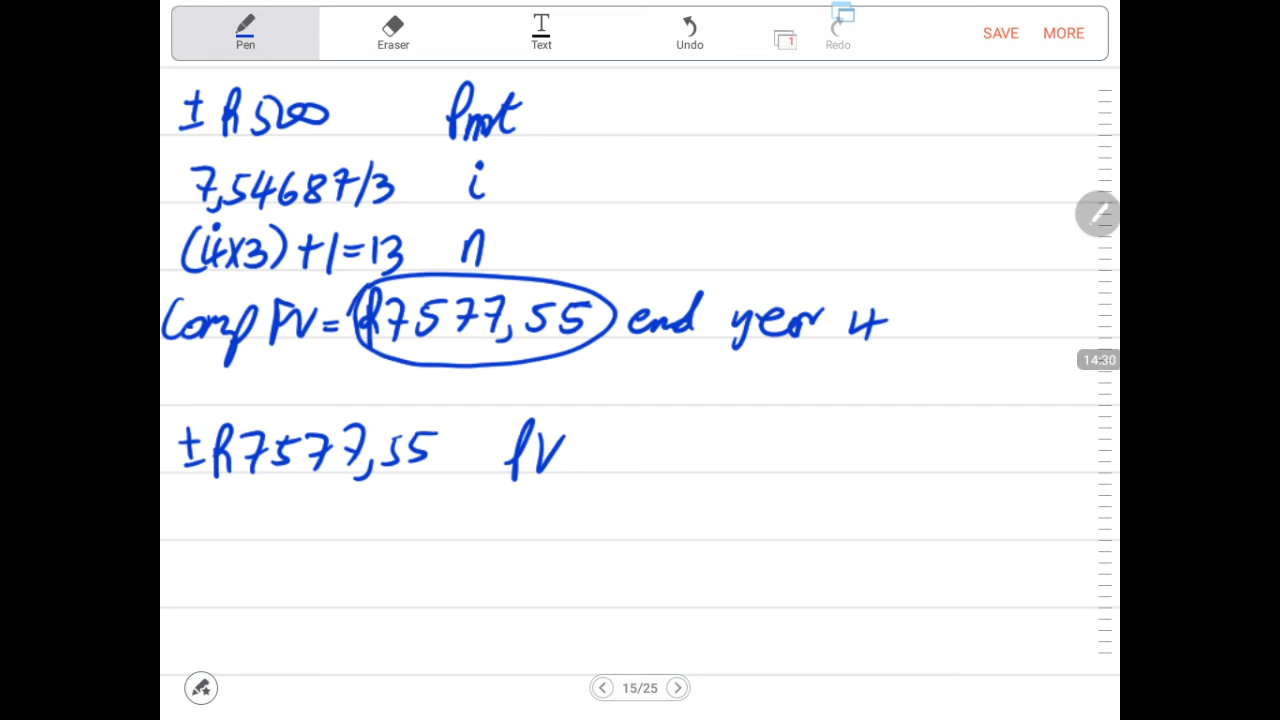 Pen Eraser Text Undo 1 Redo SAVE MORE
± R500 Pmt
7,54687/3 i
(4x3)+1=13 n
Comp FV= R7577,55 end year 4
14:30
±R7577,55 PV
15/25